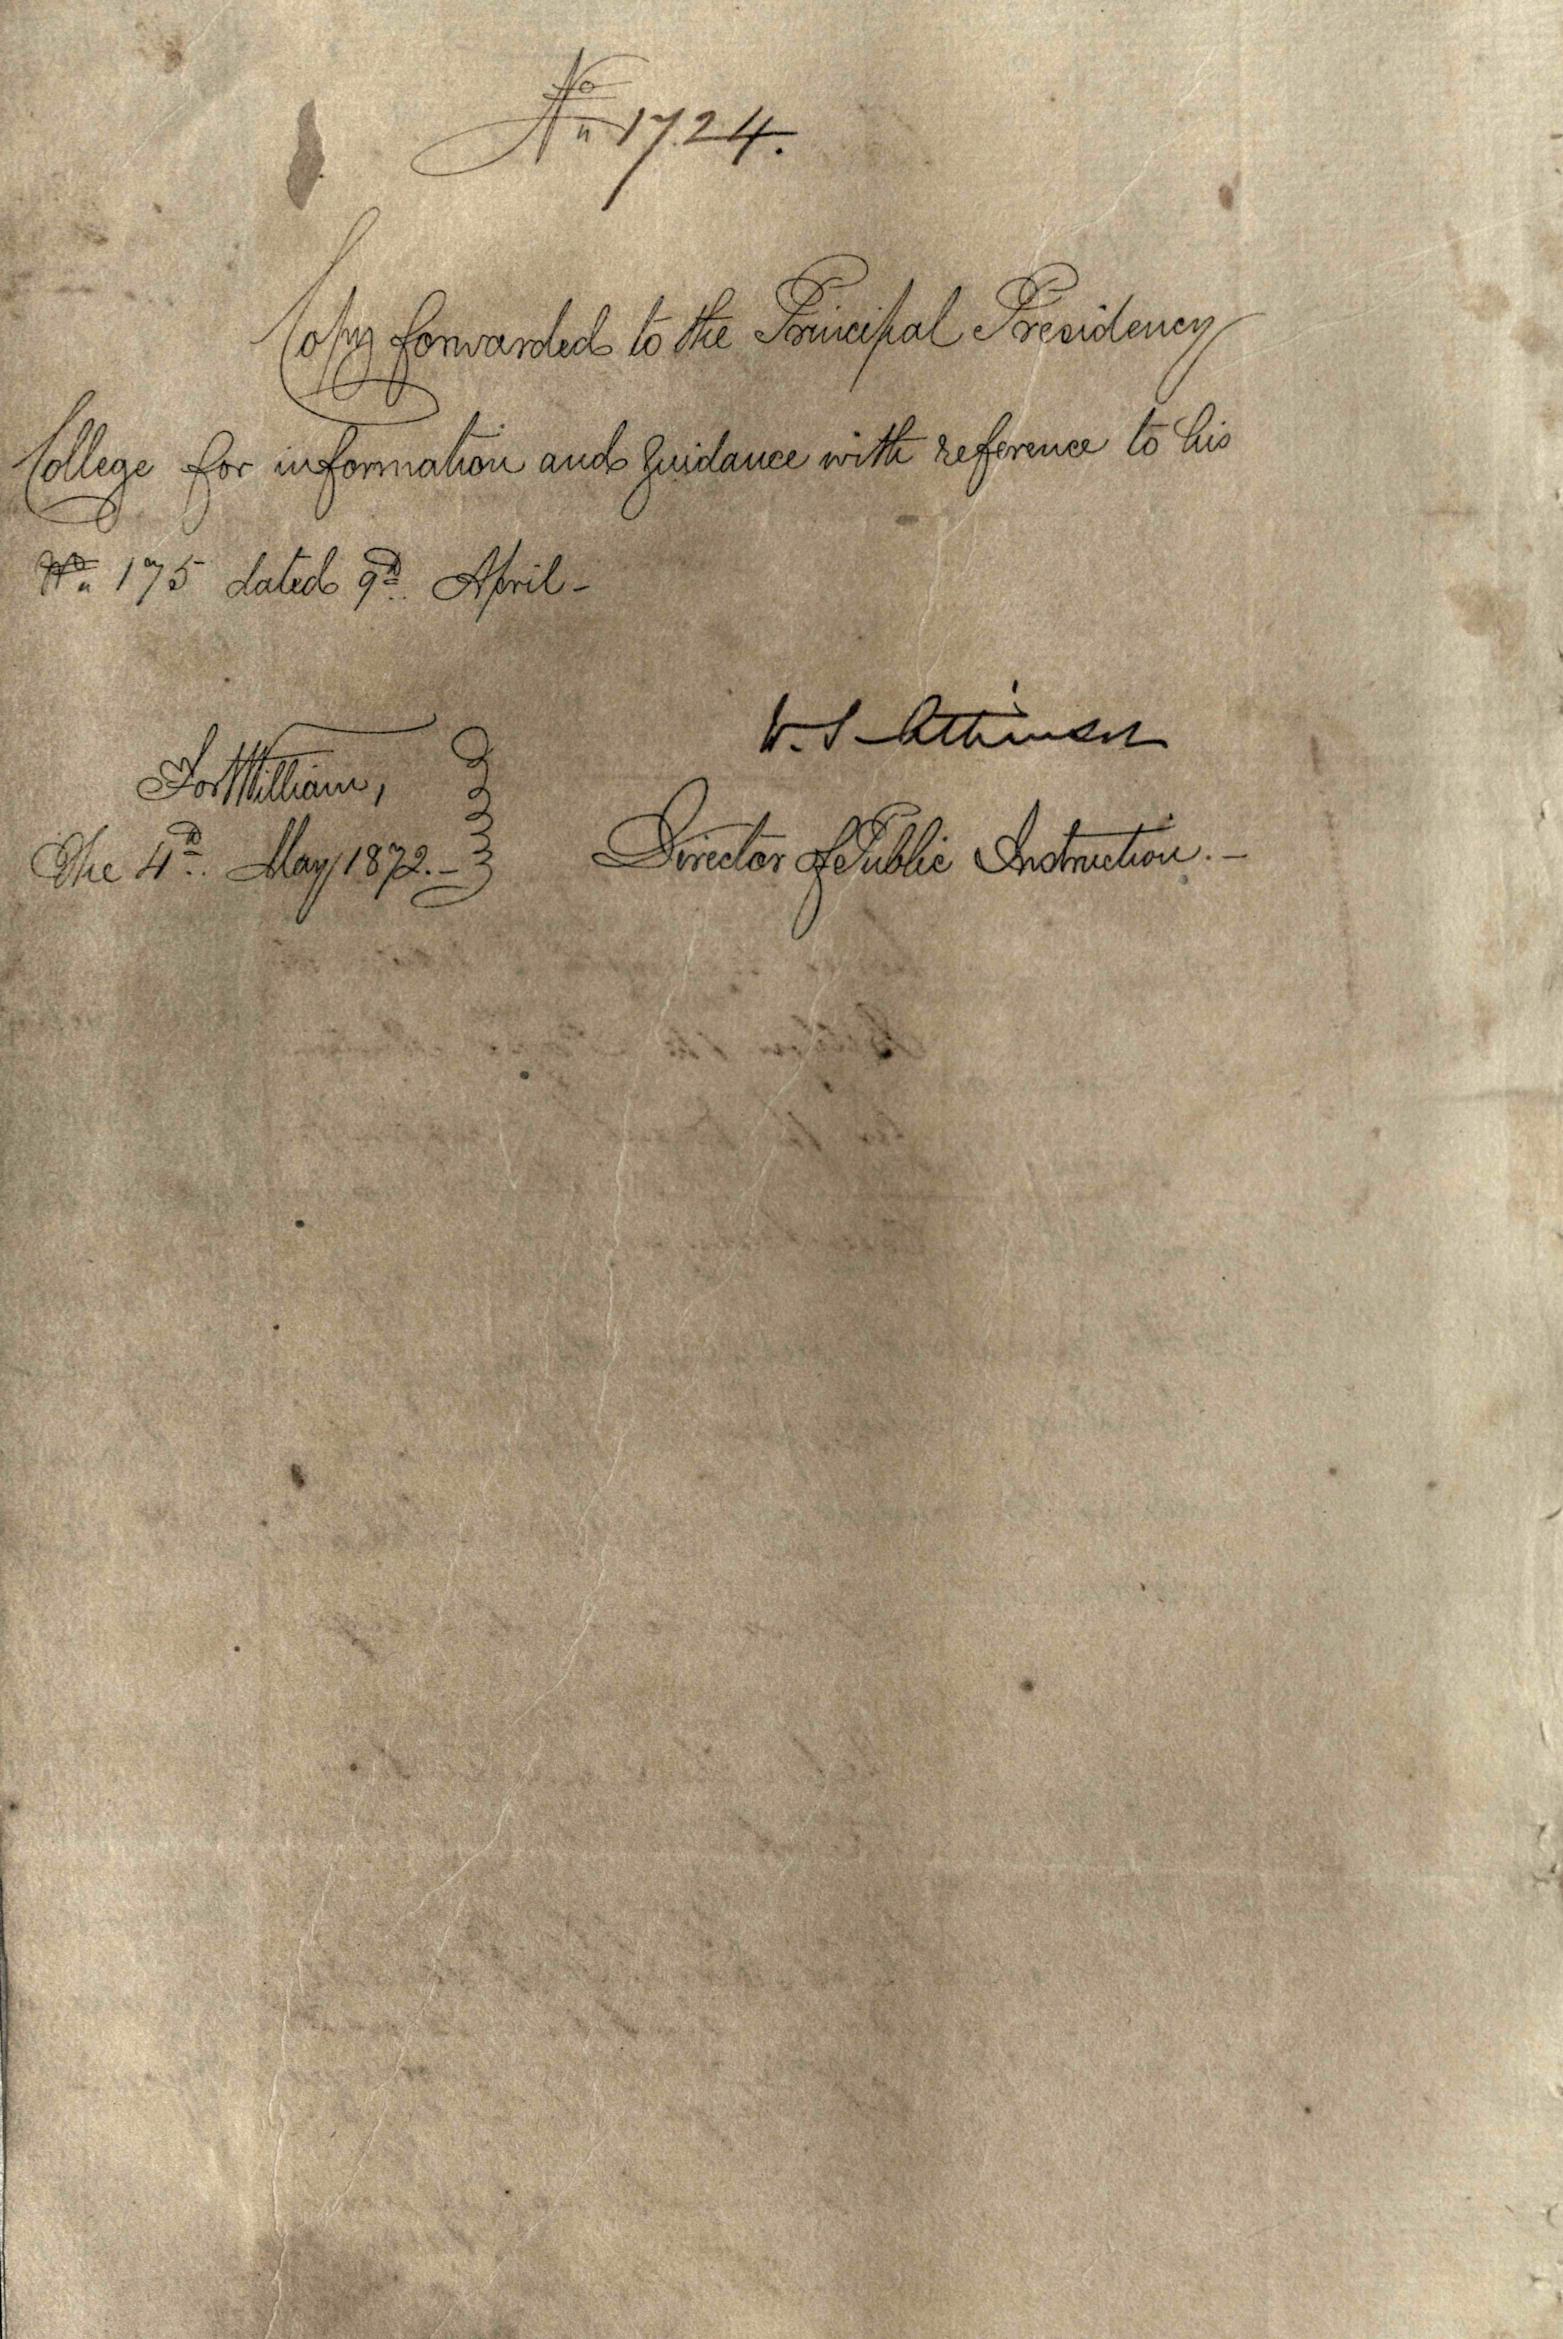 No 1724.
Copy forwarded to the Principal Presidency
College for information and guidance with reference to his
No 175 dated 9th April -
W. S. Atkinson
Fort William,
The 4th May 1872. -
Director of Public Instruction. -